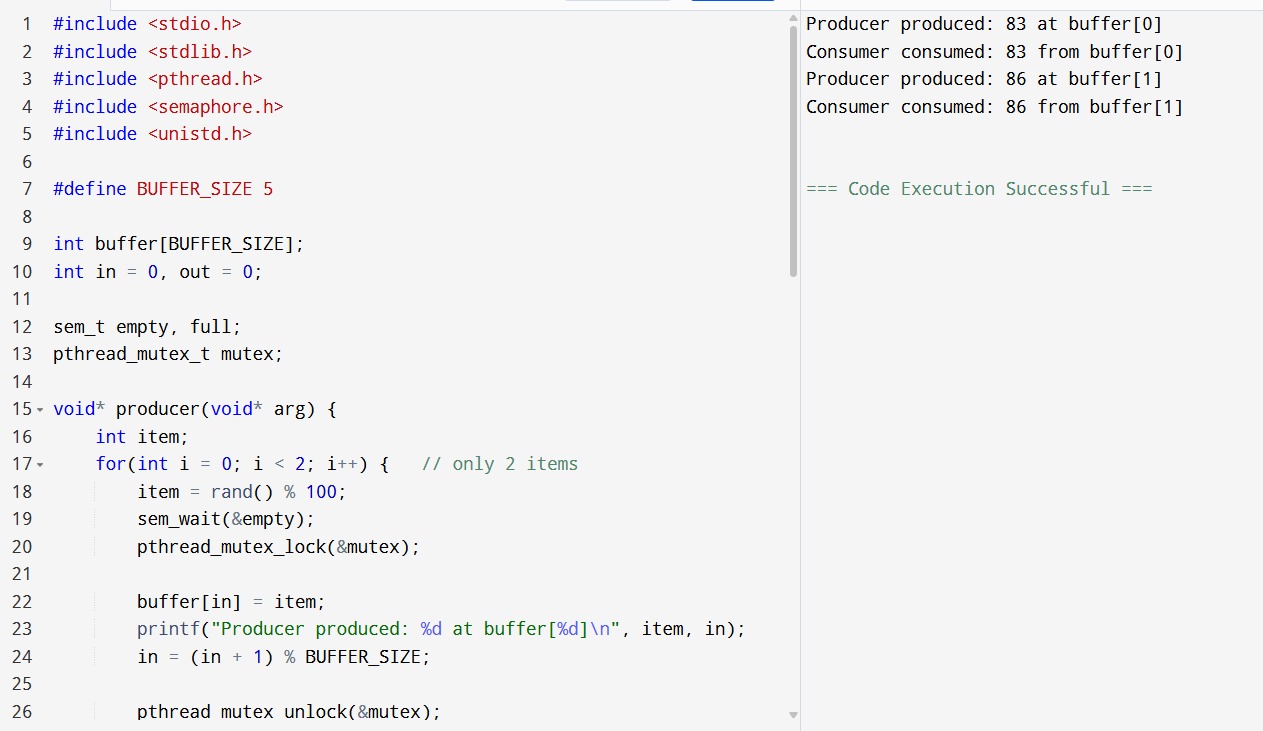 1 #include <stdio.h>
2 #include <stdlib.h>
3 #include <pthread.h>
4 #include <semaphore.h>
5 #include <unistd.h>
6
7 #define BUFFER_SIZE 5
8
9 int buffer[BUFFER_SIZE];
10 int in = 0, out = 0;
11
12 sem_t empty, full;
13 pthread_mutex_t mutex;
14
15 void* producer(void* arg) {
16     int item;
17     for(int i = 0; i < 2; i++) {   // only 2 items
18         item = rand() % 100;
19         sem_wait(&empty);
20         pthread_mutex_lock(&mutex);
21
22         buffer[in] = item;
23         printf("Producer produced: %d at buffer[%d]\n", item, in);
24         in = (in + 1) % BUFFER_SIZE;
25
26         pthread_mutex_unlock(&mutex);
Producer produced: 83 at buffer[0]
Consumer consumed: 83 from buffer[0]
Producer produced: 86 at buffer[1]
Consumer consumed: 86 from buffer[1]
=== Code Execution Successful ===